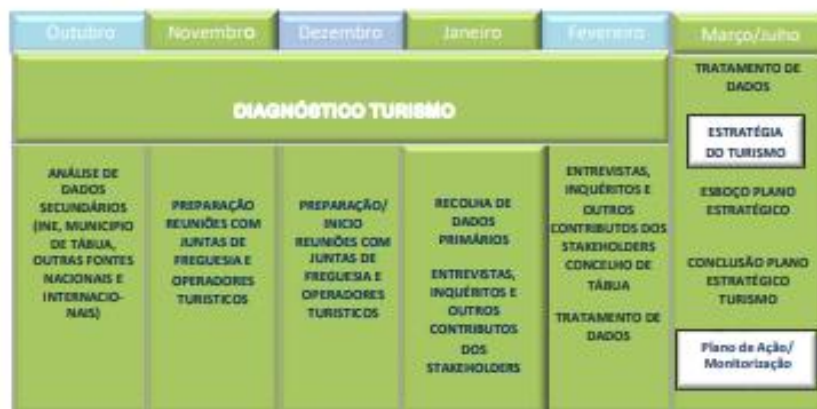 Outubro
Novembro
Dezembro
Janeiro
Fevereiro
Março/Julho
DIAGNÓSTICO TURISMO
ANÁLISE DE
DADOS
SECUNDÁRIOS
(INE, MUNICIPIO
DE TÁBUA,
OUTRAS FONTES
NACIONAIS E
INTERNACIO-
NAIS)
PREPARAÇÃO
REUNIÕES COM
JUNTAS DE
FREGUESIA E
OPERADORES
TURISTICOS
PREPARAÇÃO/
INICIO
REUNIÕES COM
JUNTAS DE
FREGUESIA E
OPERADORES
TURISTICOS
RECOLHA DE
DADOS
PRIMÁRIOS
ENTREVISTAS,
INQUÉRITOS E
OUTROS
CONTRIBUTOS
DOS
STAKEHOLDERS
ENTREVISTAS,
INQUÉRITOS E
OUTROS
CONTRIBUTOS DOS
STAKEHOLDERS
CONCELHO DE
TÁBUA
TRATAMENTO DE
DADOS
TRATAMENTO DE
DADOS
ESTRATÉGIA
DO TURISMO
ESBOÇO PLANO
ESTRATÉGICO
CONCLUSÃO PLANO
ESTRATÉGICO
TURISMO
Plano de Ação/
Monitorização